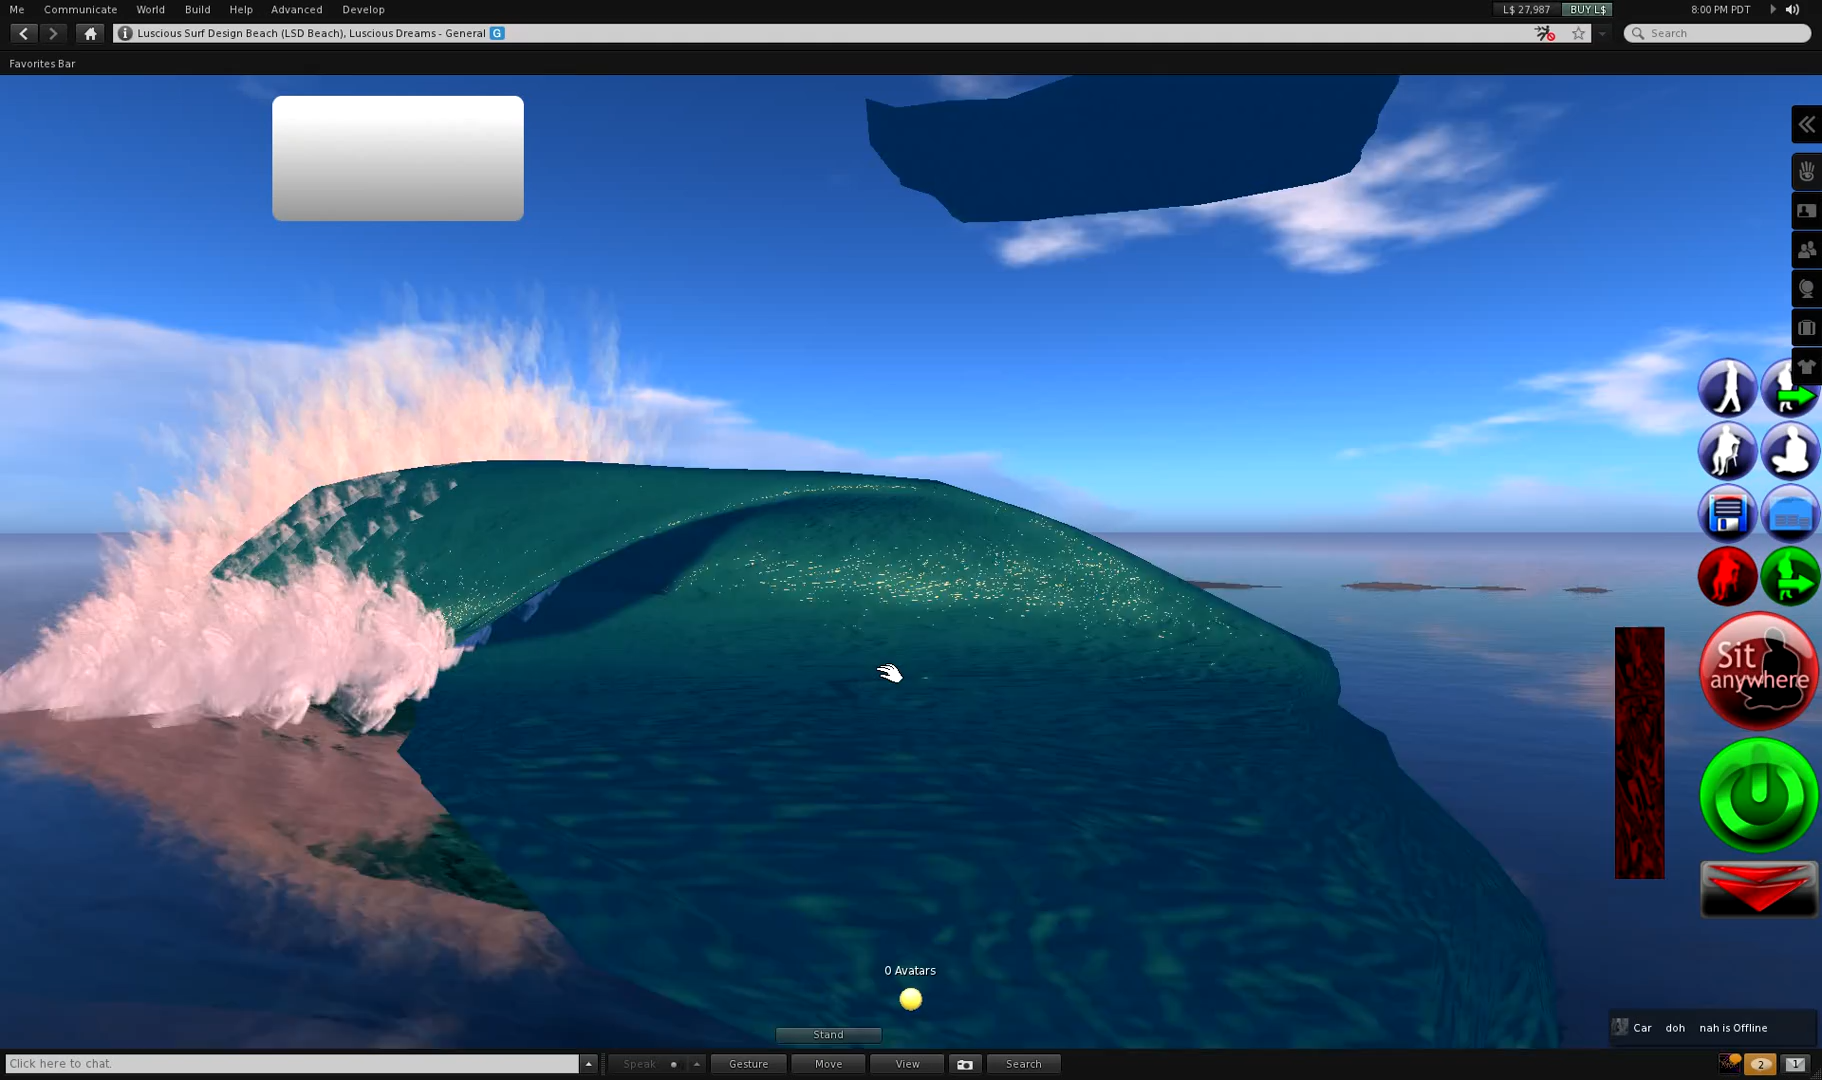 Me Communicate World Build Help Advanced Develop L$ 27,987 BUY L$ 8:00 PM PDT
Luscious Surf Design Beach (LSD Beach), Luscious Dreams - General G Search
Favorites Bar
Sit
anywhere
0 Avatars
Stand
Car doh nah is Offline
Click here to chat. Speak Gesture Move View Search 2 1